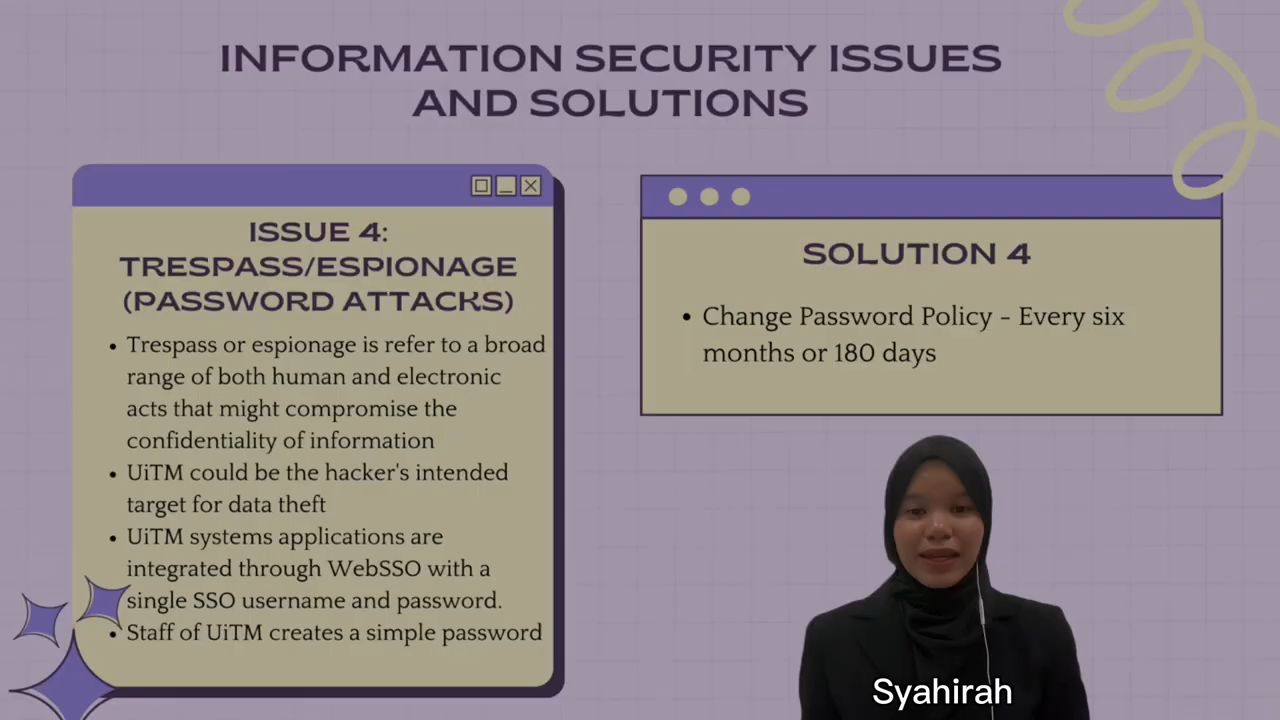 INFORMATION SECURITY ISSUES
AND SOLUTIONS
ISSUE 4:
TRESPASS/ESPIONAGE
(PASSWORD ATTACKS)
• Trespass or espionage is refer to a broad
range of both human and electronic
acts that might compromise the
confidentiality of information
• UiTM could be the hacker's intended
target for data theft
• UiTM systems applications are
integrated through WebSSO with a
single SSO username and password.
• Staff of UiTM creates a simple password
SOLUTION 4
• Change Password Policy - Every six
months or 180 days
Syahirah